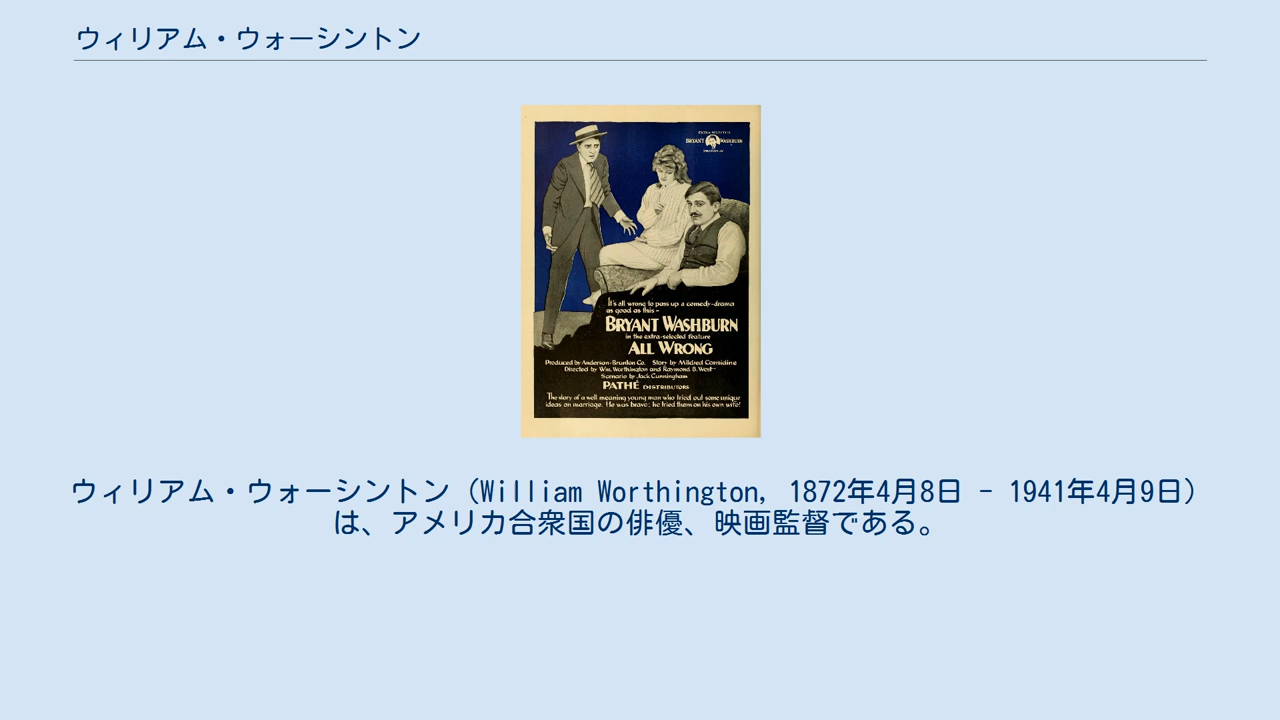 ウィリアム・ウォーシントン
EXTRA SELECTED
BRYANT WASHBURN
It's all wrong to pass up a comedy-drama
as good as this-
BRYANT WASHBURN
in the extra-selected feature
ALL WRONG
Produced by Anderson-Brunton Co. Story by Mildred Considine
Directed by Wm. Worthington and Raymond B. West
Scenario by Jack Cunningham
PATHÉ DISTRIBUTORS
The story of a well meaning young man who tried out some unique
ideas on marriage. He was brave; he tried them on his own wife!
ウィリアム・ウォーシントン（William Worthington, 1872年4月8日 - 1941年4月9日）
は、アメリカ合衆国の俳優、映画監督である。